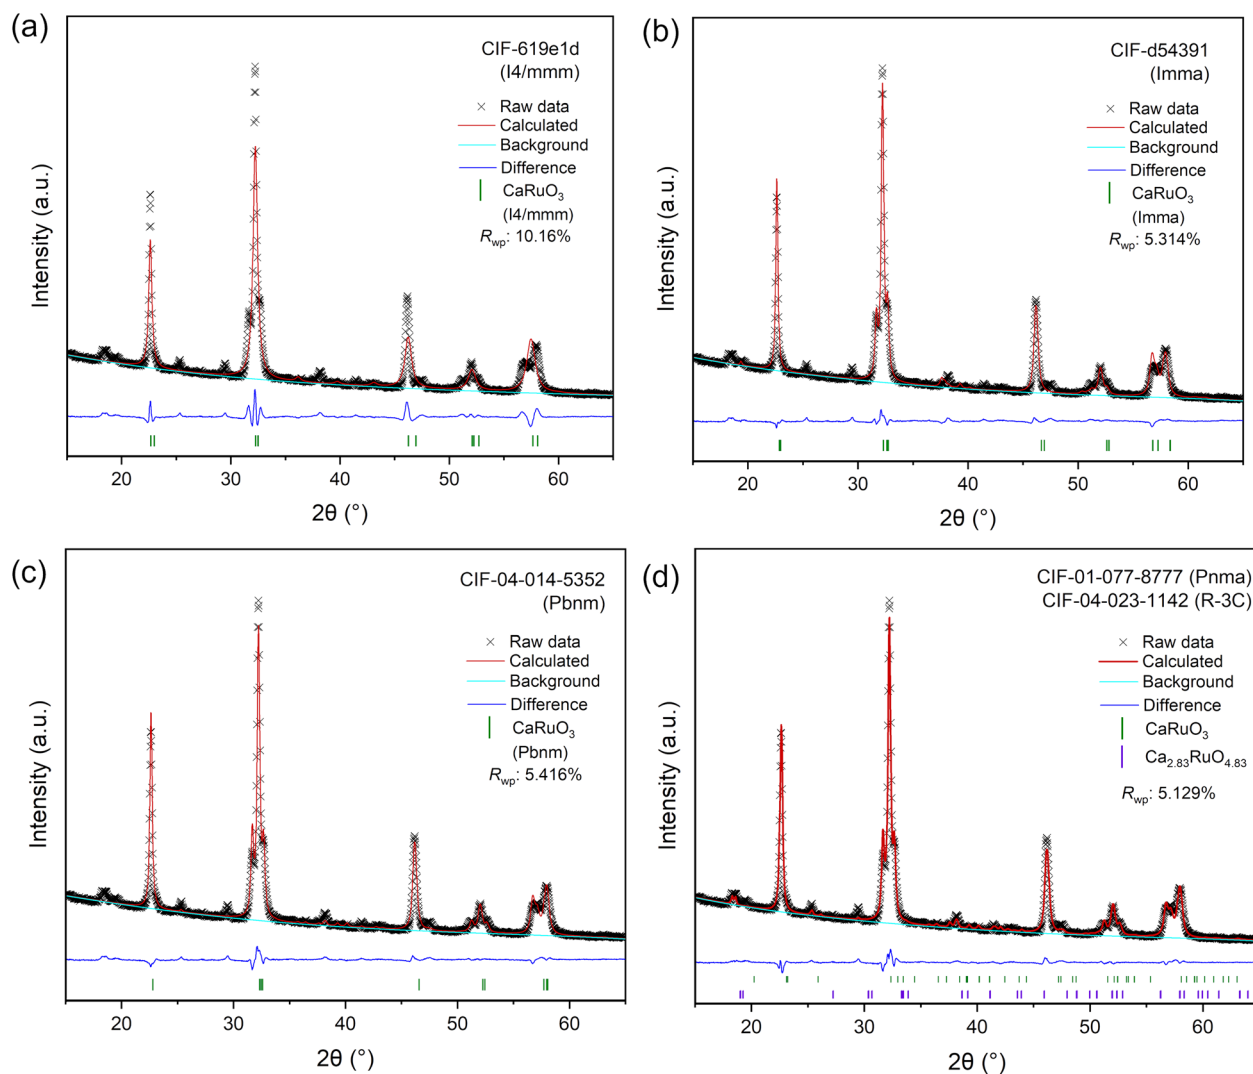 (a)
CIF-619e1d
(I4/mmm)
Raw data
Calculated
Background
Difference
CaRuO3
(I4/mmm)
Rwp: 10.16%
Intensity (a.u.)
20 30 40 50 60
2θ (°)
(b)
CIF-d54391
(Imma)
Raw data
Calculated
Background
Difference
CaRuO3
(Imma)
Rwp: 5.314%
Intensity (a.u.)
20 30 40 50 60
2θ (°)
(c)
CIF-04-014-5352
(Pbnm)
Raw data
Calculated
Background
Difference
CaRuO3
(Pbnm)
Rwp: 5.416%
Intensity (a.u.)
20 30 40 50 60
2θ (°)
(d)
CIF-01-077-8777 (Pnma)
CIF-04-023-1142 (R-3C)
Raw data
Calculated
Background
Difference
CaRuO3
Ca2.83RuO4.83
Rwp: 5.129%
Intensity (a.u.)
20 30 40 50 60
2θ (°)